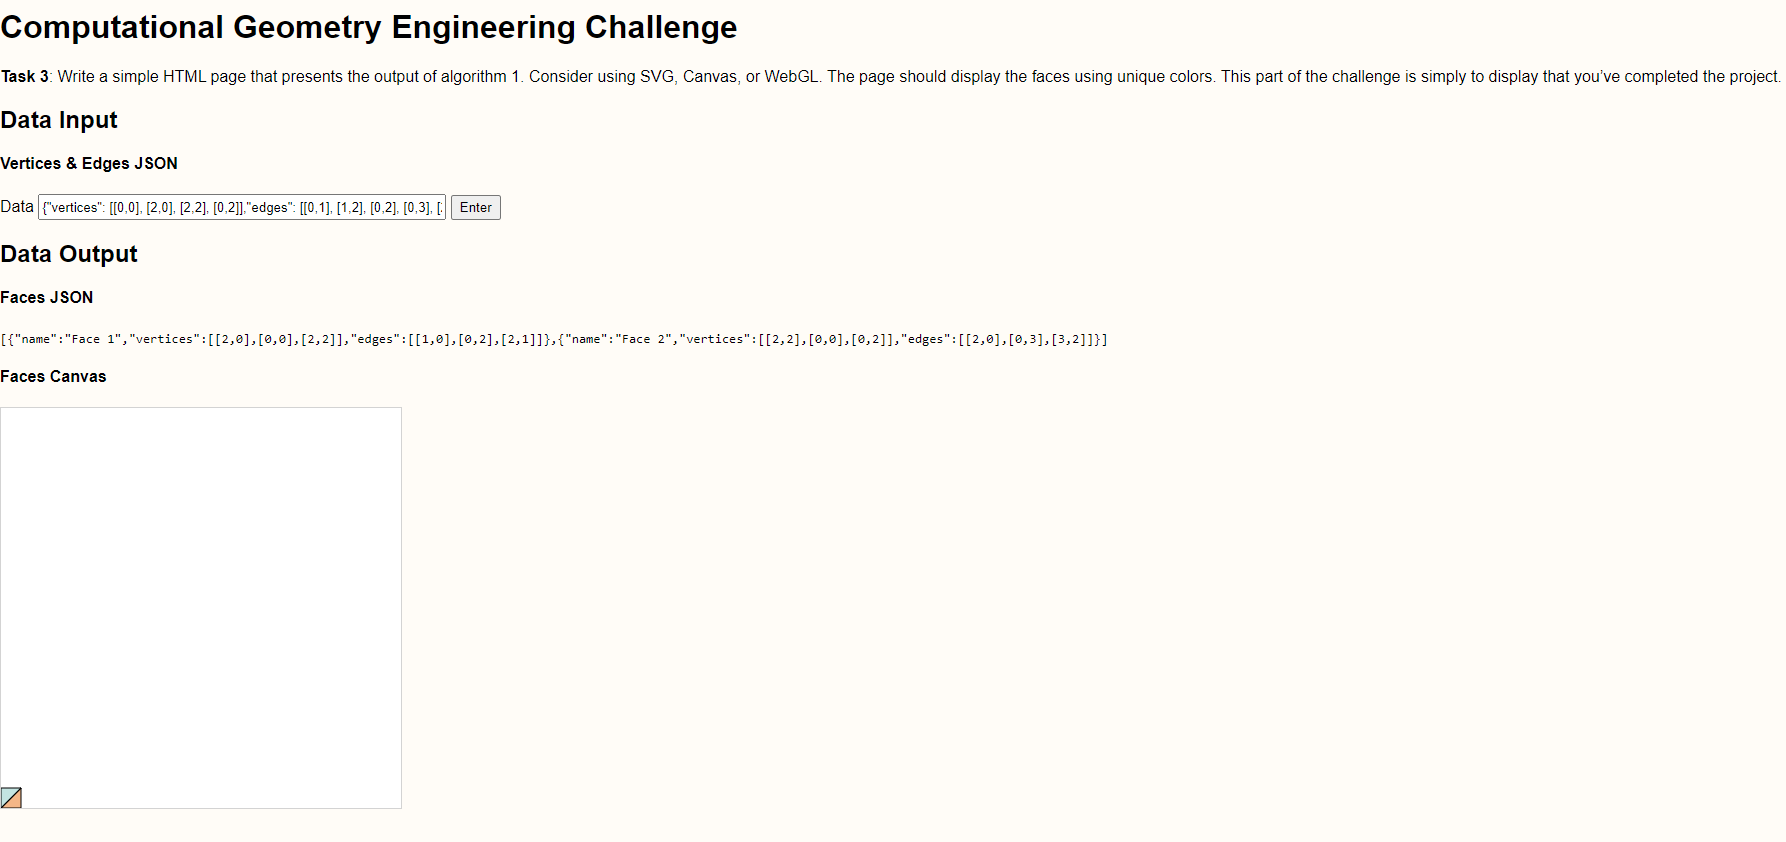 Computational Geometry Engineering Challenge
Task 3: Write a simple HTML page that presents the output of algorithm 1. Consider using SVG, Canvas, or WebGL. The page should display the faces using unique colors. This part of the challenge is simply to display that you’ve completed the project.
Data Input
Vertices & Edges JSON
Data {"vertices": [[0,0], [2,0], [2,2], [0,2]],"edges": [[0,1], [1,2], [0,2], [0,3], [ Enter
Data Output
Faces JSON
[{"name":"Face 1","vertices":[[2,0],[0,0],[2,2]],"edges":[[1,0],[0,2],[2,1]]},{"name":"Face 2","vertices":[[2,2],[0,0],[0,2]],"edges":[[2,0],[0,3],[3,2]]}]
Faces Canvas